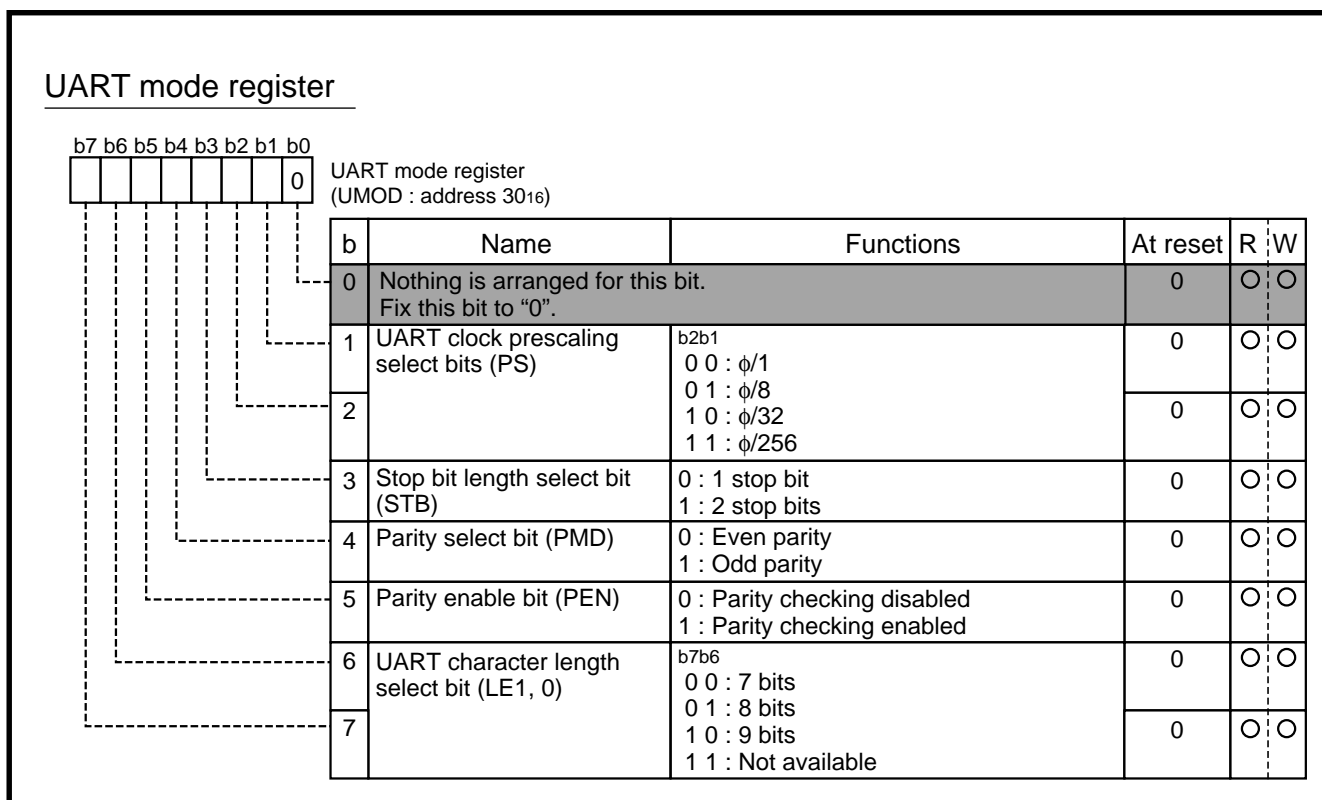 UART mode register
b7 b6 b5 b4 b3 b2 b1 b0
0
UART mode register
(UMOD : address 3016)
b Name Functions At reset R W
0 Nothing is arranged for this bit. 0 O O
Fix this bit to “0”.
1 UART clock prescaling b2b1 0 O O
select bits (PS) 0 0 : ϕ/1
0 1 : ϕ/8
2 1 0 : ϕ/32 0 O O
1 1 : ϕ/256
3 Stop bit length select bit 0 : 1 stop bit 0 O O
(STB) 1 : 2 stop bits
4 Parity select bit (PMD) 0 : Even parity 0 O O
1 : Odd parity
5 Parity enable bit (PEN) 0 : Parity checking disabled 0 O O
1 : Parity checking enabled
6 UART character length b7b6 0 O O
select bit (LE1, 0) 0 0 : 7 bits
0 1 : 8 bits
7 1 0 : 9 bits 0 O O
1 1 : Not available